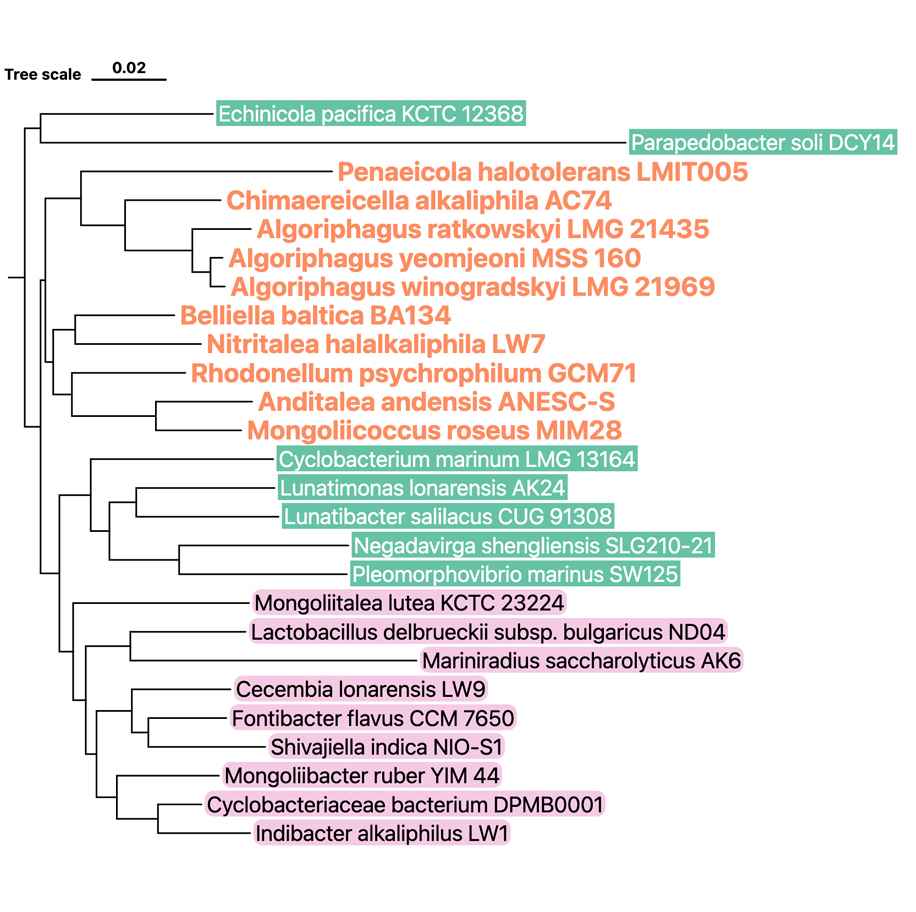 Tree scale 0.02
Echinicola pacifica KCTC 12368
Parapedobacter soli DCY14
Penaeicola halotolerans LMIT005
Chimaereicella alkaliphila AC74
Algoriphagus ratkowskyi LMG 21435
Algoriphagus yeomjeoni MSS 160
Algoriphagus winogradskyi LMG 21969
Belliella baltica BA134
Nitritalea halalkaliphila LW7
Rhodonellum psychrophilum GCM71
Anditalea andensis ANESC-S
Mongoliicoccus roseus MIM28
Cyclobacterium marinum LMG 13164
Lunatimonas lonarensis AK24
Lunatibacter salilacus CUG 91308
Negadavirga shengliensis SLG210-21
Pleomorphovibrio marinus SW125
Mongoliitalea lutea KCTC 23224
Lactobacillus delbrueckii subsp. bulgaricus ND04
Mariniradius saccharolyticus AK6
Cecembia lonarensis LW9
Fontibacter flavus CCM 7650
Shivajiella indica NIO-S1
Mongoliibacter ruber YIM 44
Cyclobacteriaceae bacterium DPMB0001
Indibacter alkaliphilus LW1